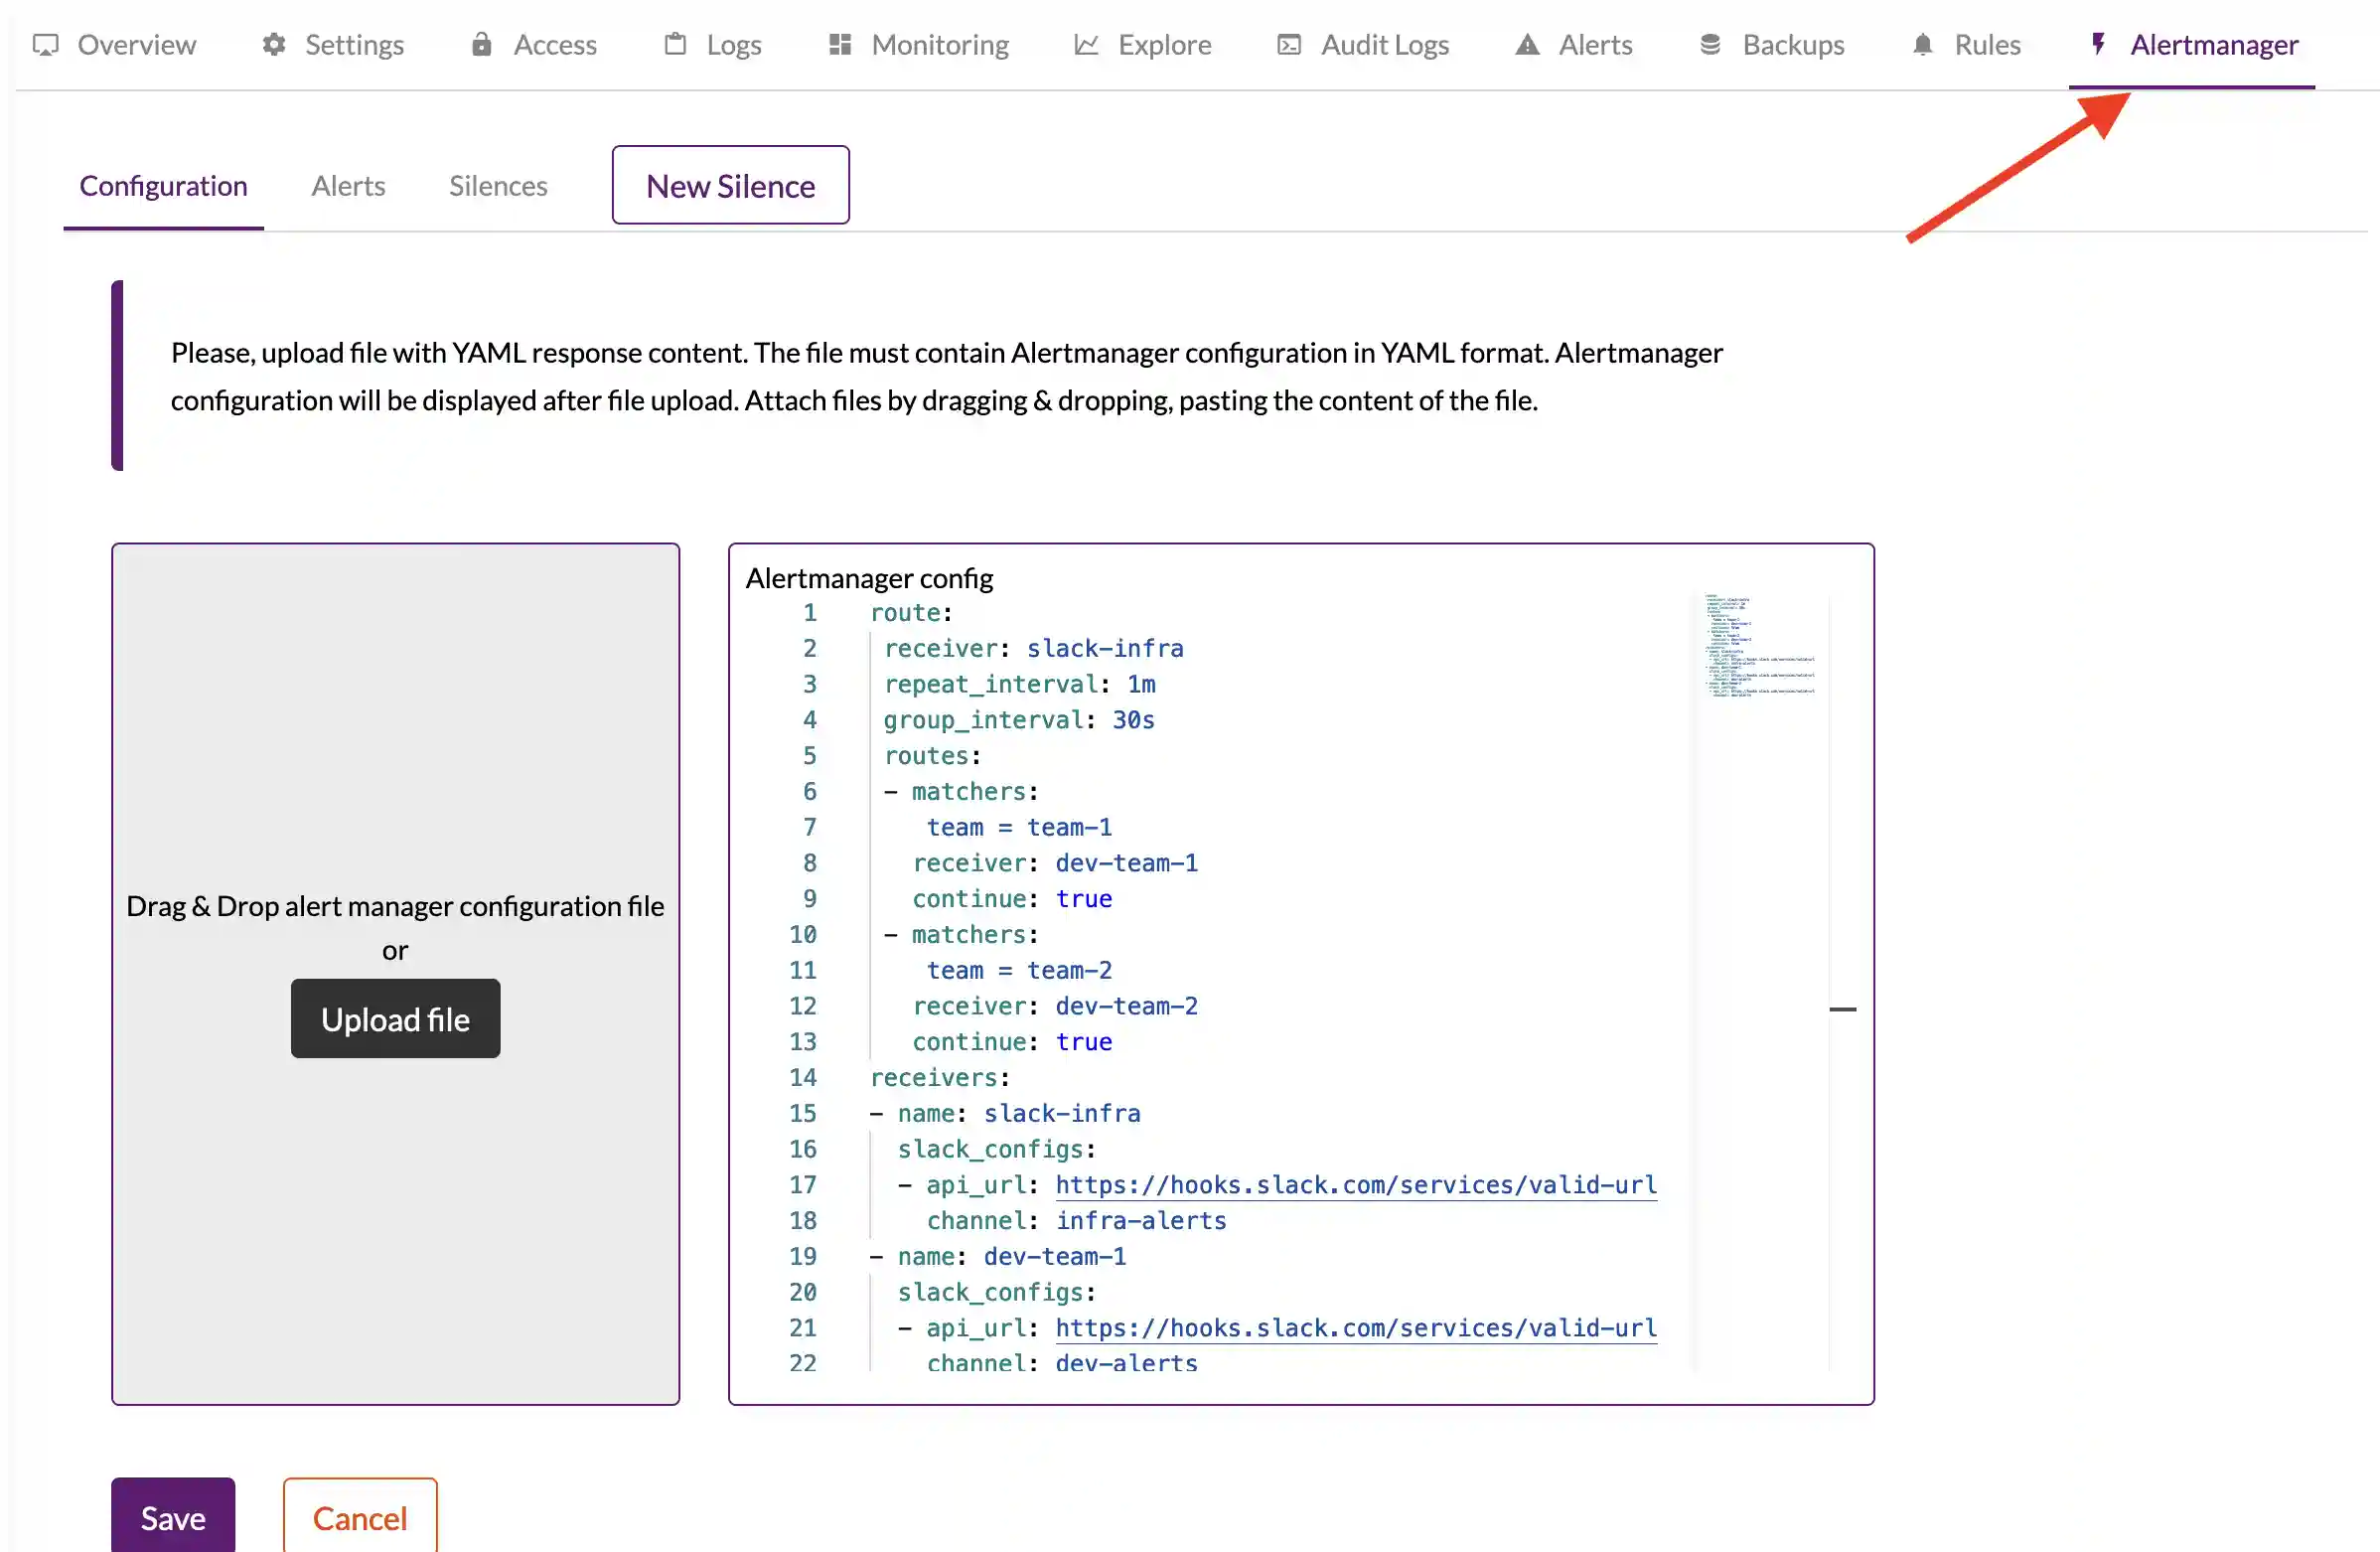 Overview Settings Access Logs Monitoring Explore Audit Logs Alerts Backups Rules Alertmanager
Configuration Alerts Silences New Silence
Please, upload file with YAML response content. The file must contain Alertmanager configuration in YAML format. Alertmanager
configuration will be displayed after file upload. Attach files by dragging & dropping, pasting the content of the file.
Drag & Drop alert manager configuration file
or
Upload file
Alertmanager config
1 route:
2 receiver: slack-infra
3 repeat_interval: 1m
4 group_interval: 30s
5 routes:
6 - matchers:
7 team = team-1
8 receiver: dev-team-1
9 continue: true
10 - matchers:
11 team = team-2
12 receiver: dev-team-2
13 continue: true
14 receivers:
15 - name: slack-infra
16 slack_configs:
17 - api_url: https://hooks.slack.com/services/valid-url
18 channel: infra-alerts
19 - name: dev-team-1
20 slack_configs:
21 - api_url: https://hooks.slack.com/services/valid-url
22 channel: dev-alerts
Save Cancel